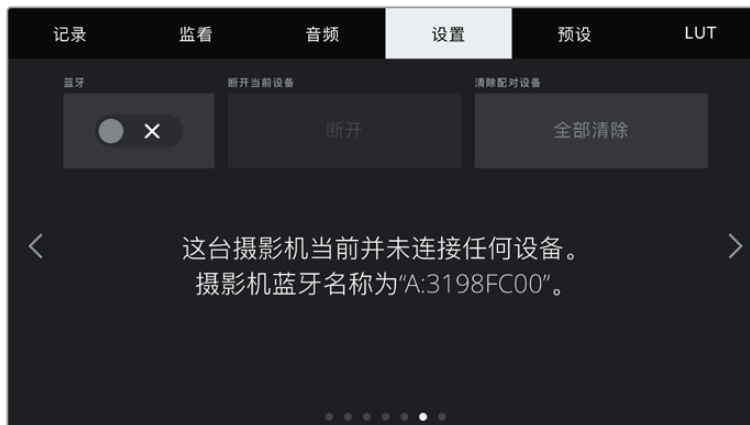 记录 监看 音频 设置 预设 LUT
蓝牙 断开当前设备 清除配对设备
断开 全部清除
这台摄影机当前并未连接任何设备。
摄影机蓝牙名称为“A:3198FC00”。